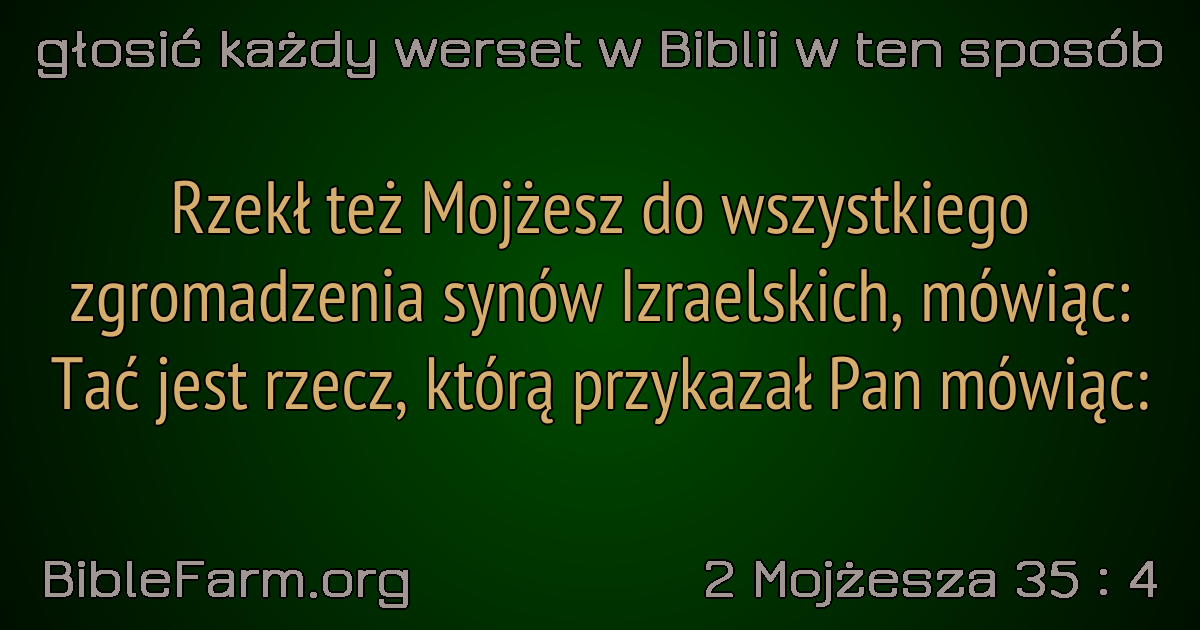 głosić każdy werset w Biblii w ten sposób
Rzekł też Mojżesz do wszystkiego
zgromadzenia synów Izraelskich, mówiąc:
Tać jest rzecz, którą przykazał Pan mówiąc:
BibleFarm.org
2 Mojżesza 35 : 4